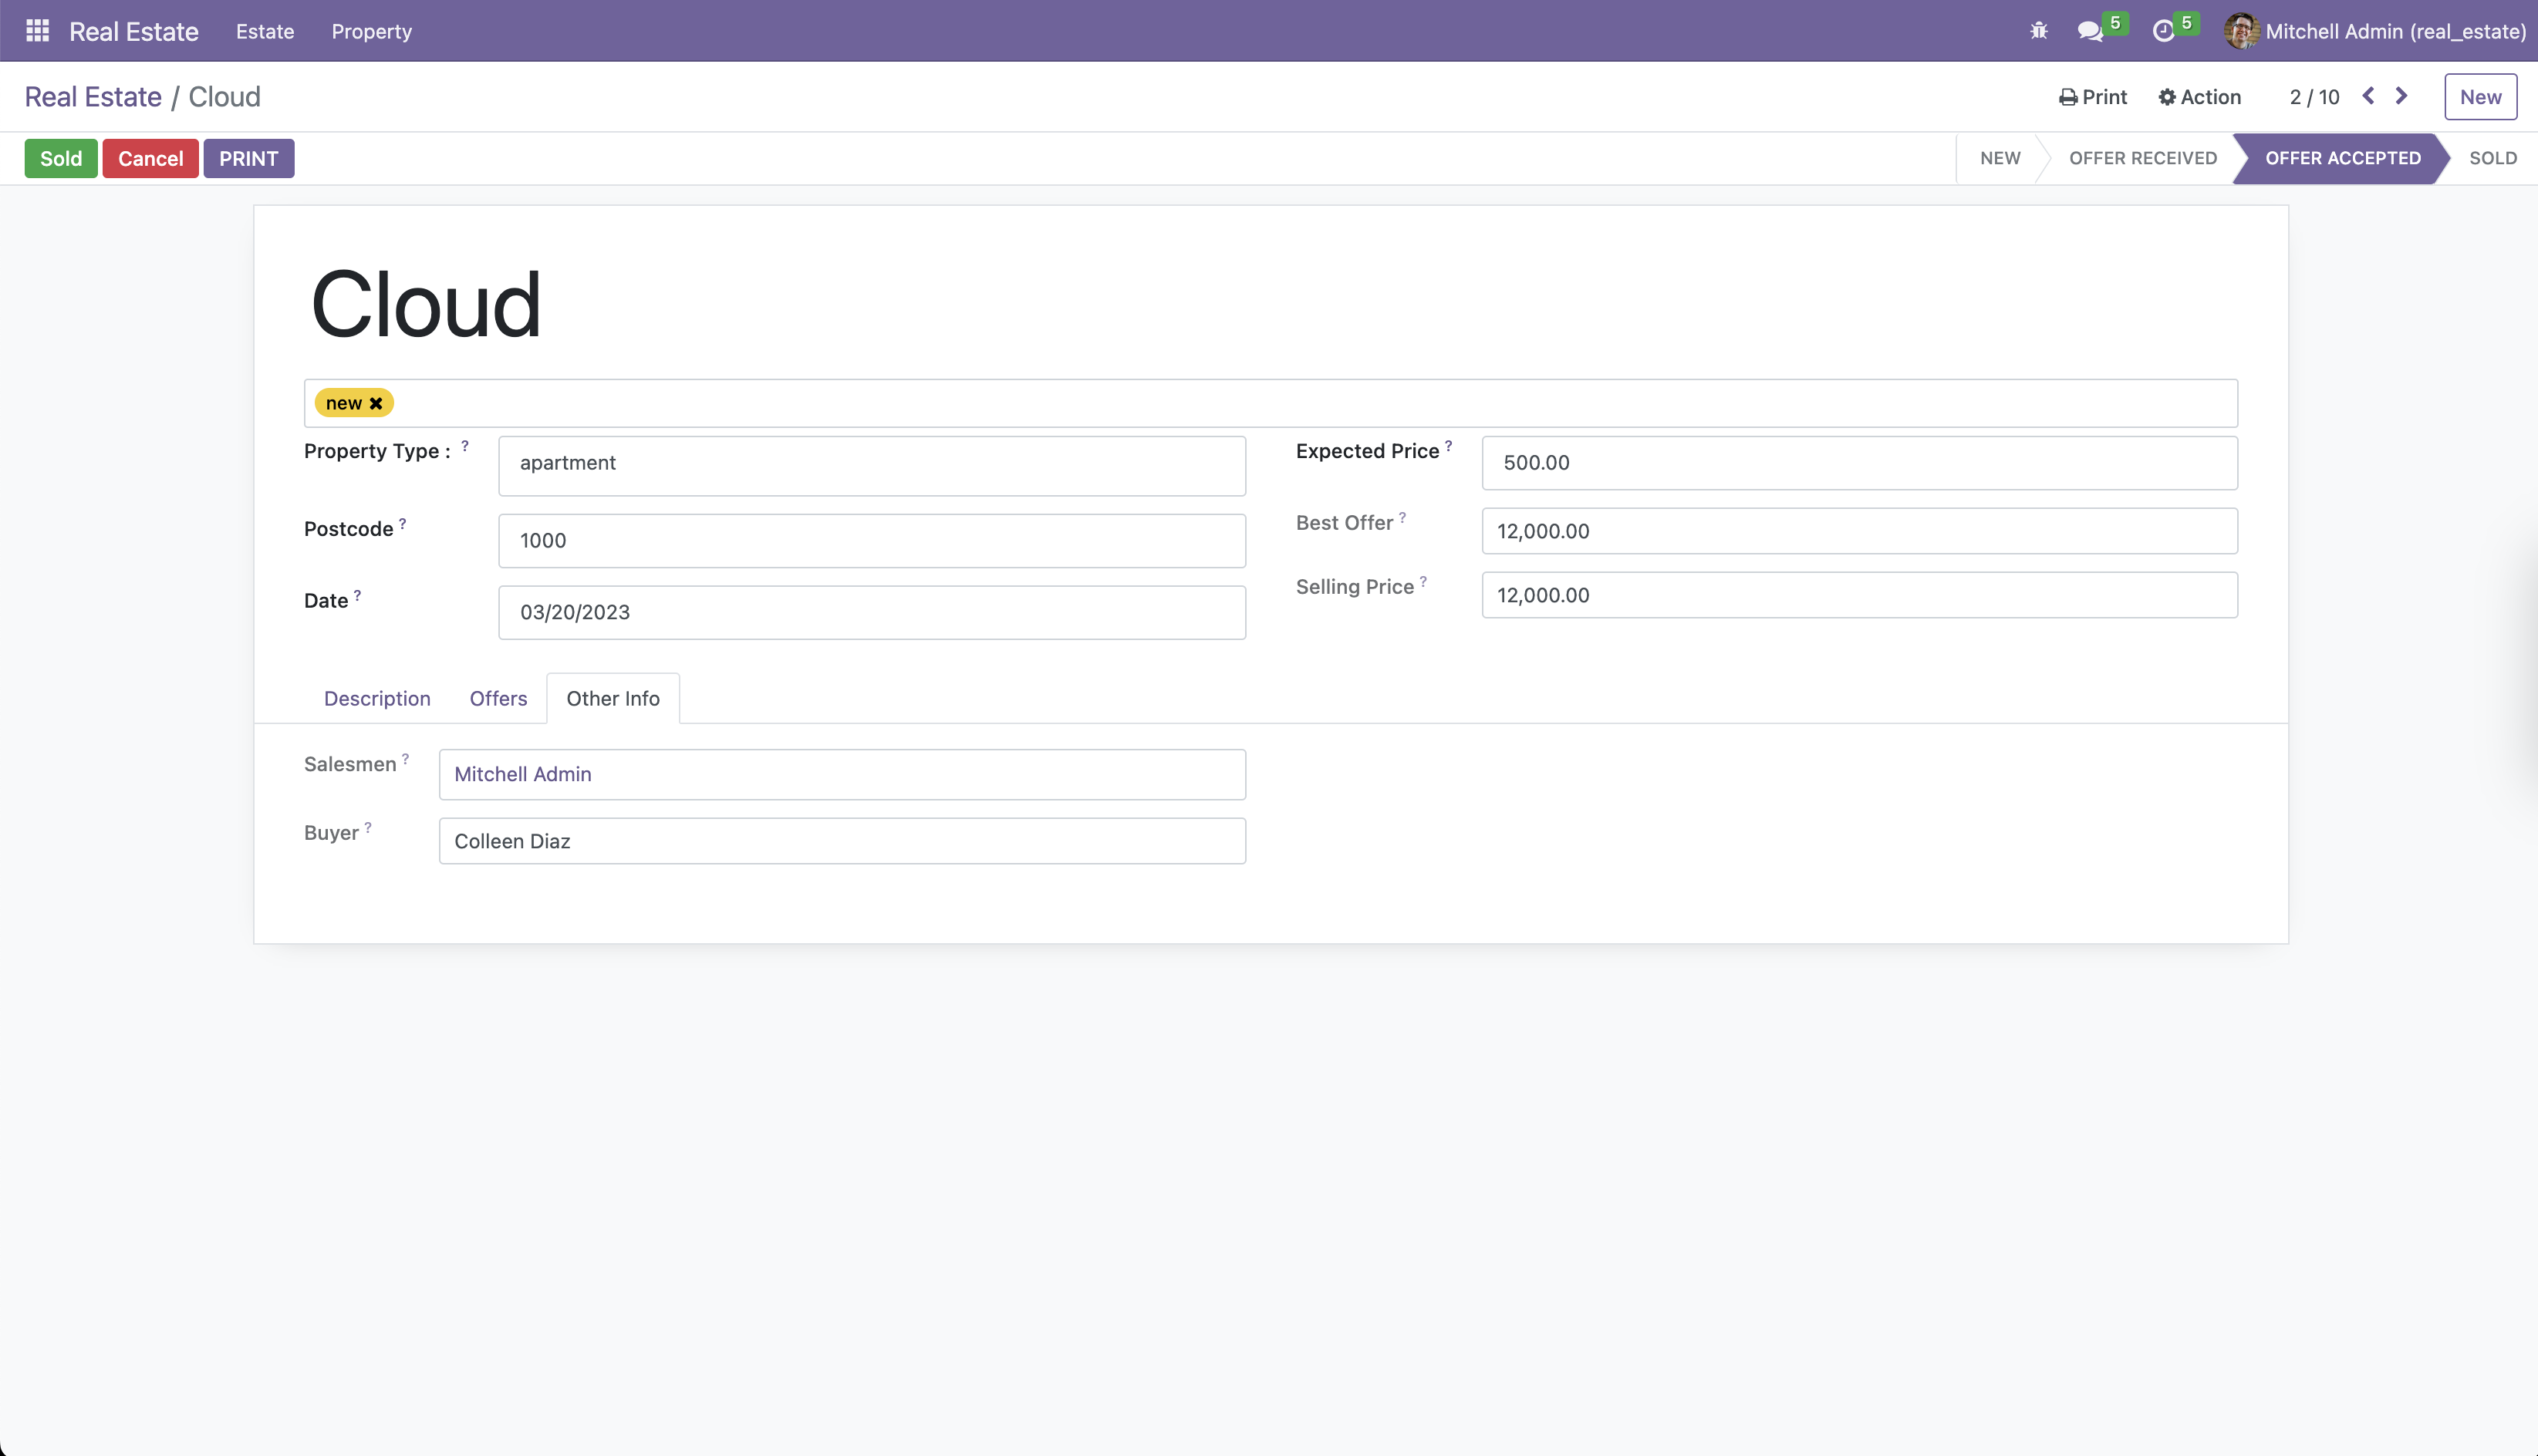 Real Estate Estate Property 5 5 Mitchell Admin (real_estate)
Real Estate / Cloud Print Action 2 / 10 New
Sold Cancel PRINT NEW OFFER RECEIVED OFFER ACCEPTED SOLD
Cloud
new
Property Type : ? apartment
Postcode ? 1000
Date ? 03/20/2023
Expected Price ? 500.00
Best Offer ? 12,000.00
Selling Price ? 12,000.00
Description Offers Other Info
Salesmen ? Mitchell Admin
Buyer ? Colleen Diaz